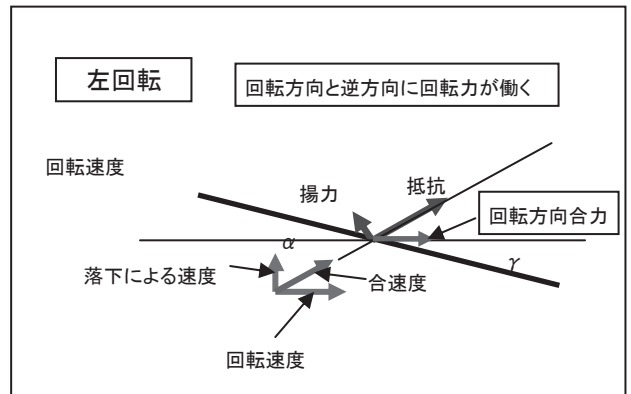 左回転
回転方向と逆方向に回転力が働く
回転速度
揚力
抵抗
回転方向合力
α
γ
落下による速度
合速度
回転速度